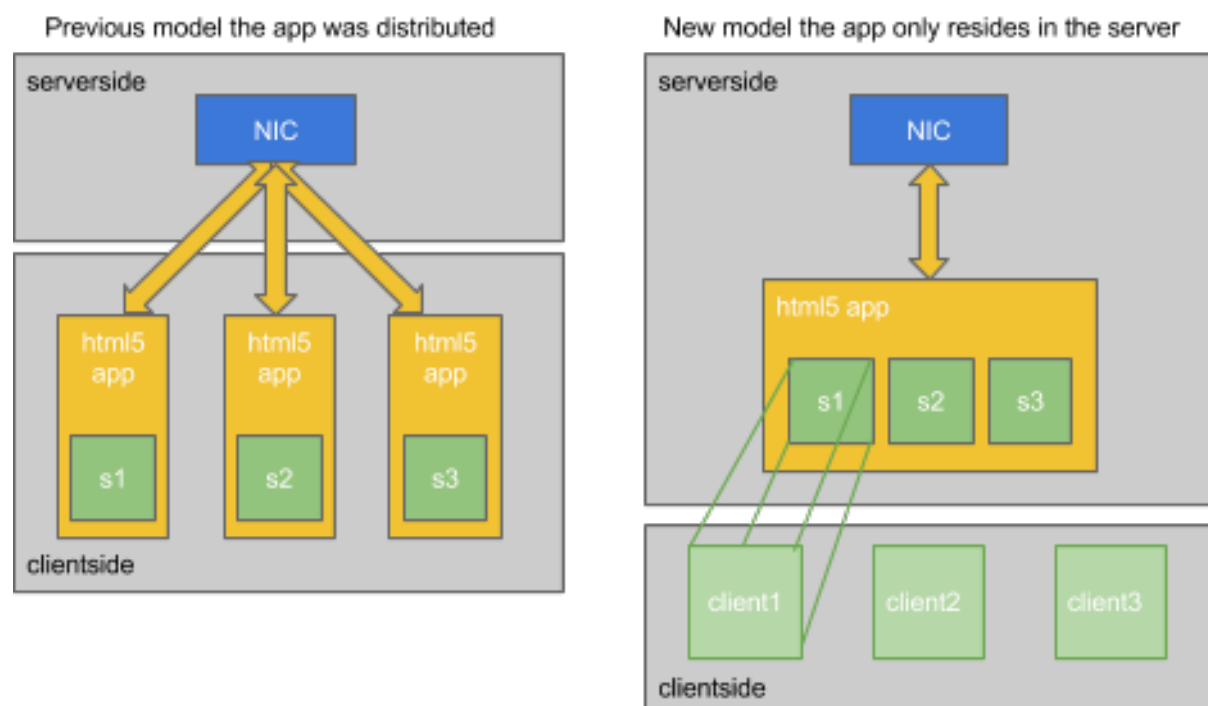 Previous model the app was distributed
serverside
NIC
html5
app
html5
app
html5
app
s1
s2
s3
clientside
New model the app only resides in the server
serverside
NIC
html5 app
s1
s2
s3
client1
client2
client3
clientside